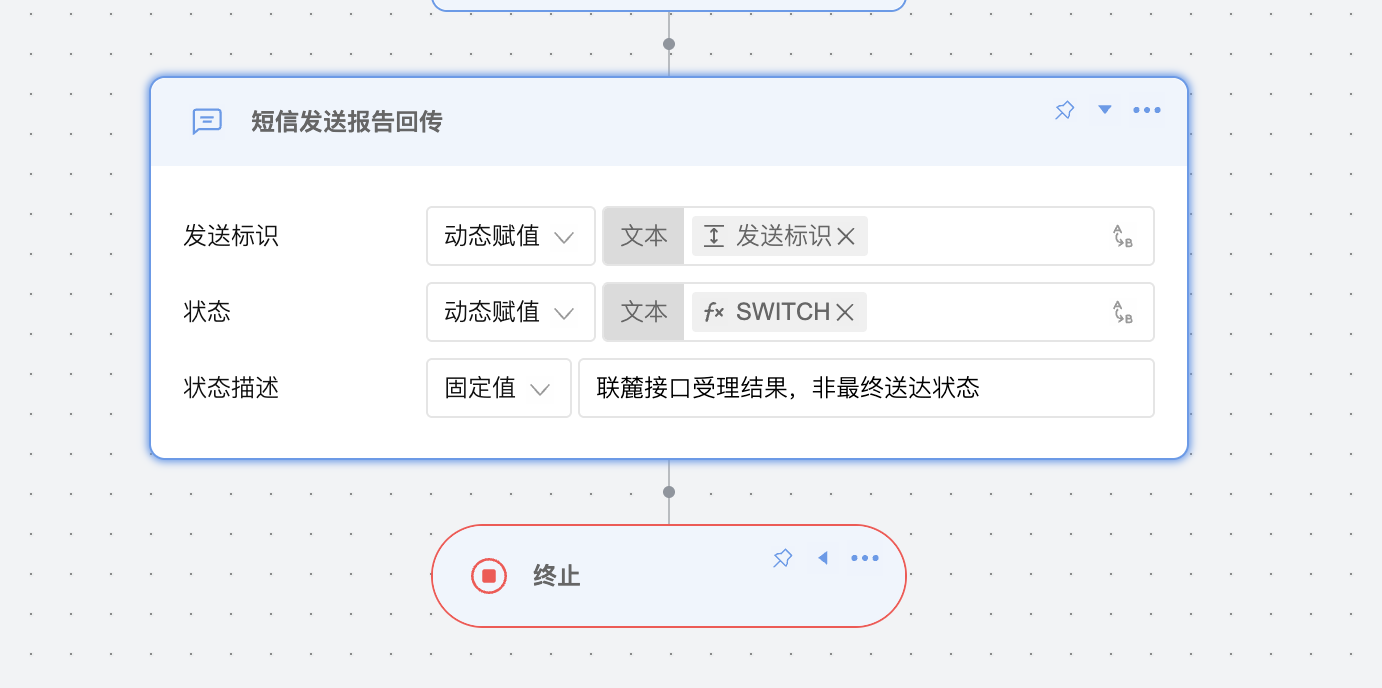 短信发送报告回传
发送标识 动态赋值 文本 发送标识
状态 动态赋值 文本 fx SWITCH
状态描述 固定值 联麓接口受理结果，非最终送达状态
终止